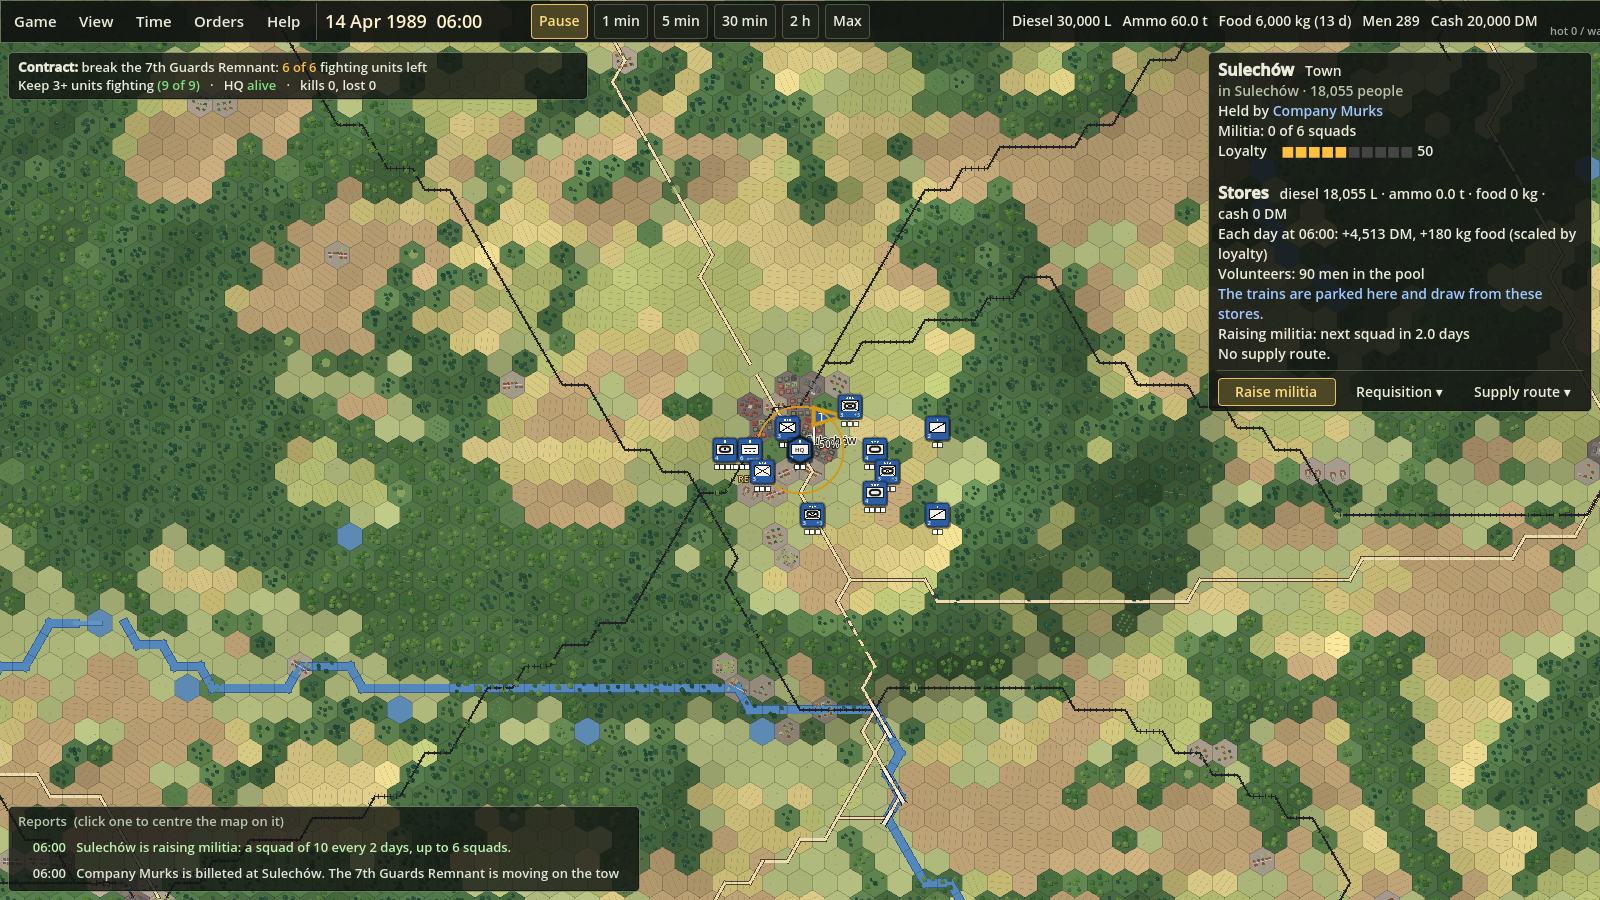 Game View Time Orders Help 14 Apr 1989 06:00 Pause 1 min 5 min 30 min 2 h Max Diesel 30,000 L Ammo 60.0 t Food 6,000 kg (13 d) Men 289 Cash 20,000 DM
hot 0 /
Contract: break the 7th Guards Remnant: 6 of 6 fighting units left
Keep 3+ units fighting (9 of 9) · HQ alive · kills 0, lost 0
Sulechów Town
in Sulechów · 18,055 people
Held by Company Murks
Militia: 0 of 6 squads
Loyalty 50
Stores diesel 18,055 L · ammo 0.0 t · food 0 kg ·
cash 0 DM
Each day at 06:00: +4,513 DM, +180 kg food (scaled by
loyalty)
Volunteers: 90 men in the pool
The trains are parked here and draw from these
stores.
Raising militia: next squad in 2.0 days
No supply route.
Raise militia Requisition ▾ Supply route ▾
HQ
50%
Reports (click one to centre the map on it)
06:00 Sulechów is raising militia: a squad of 10 every 2 days, up to 6 squads.
06:00 Company Murks is billeted at Sulechów. The 7th Guards Remnant is moving on the tow